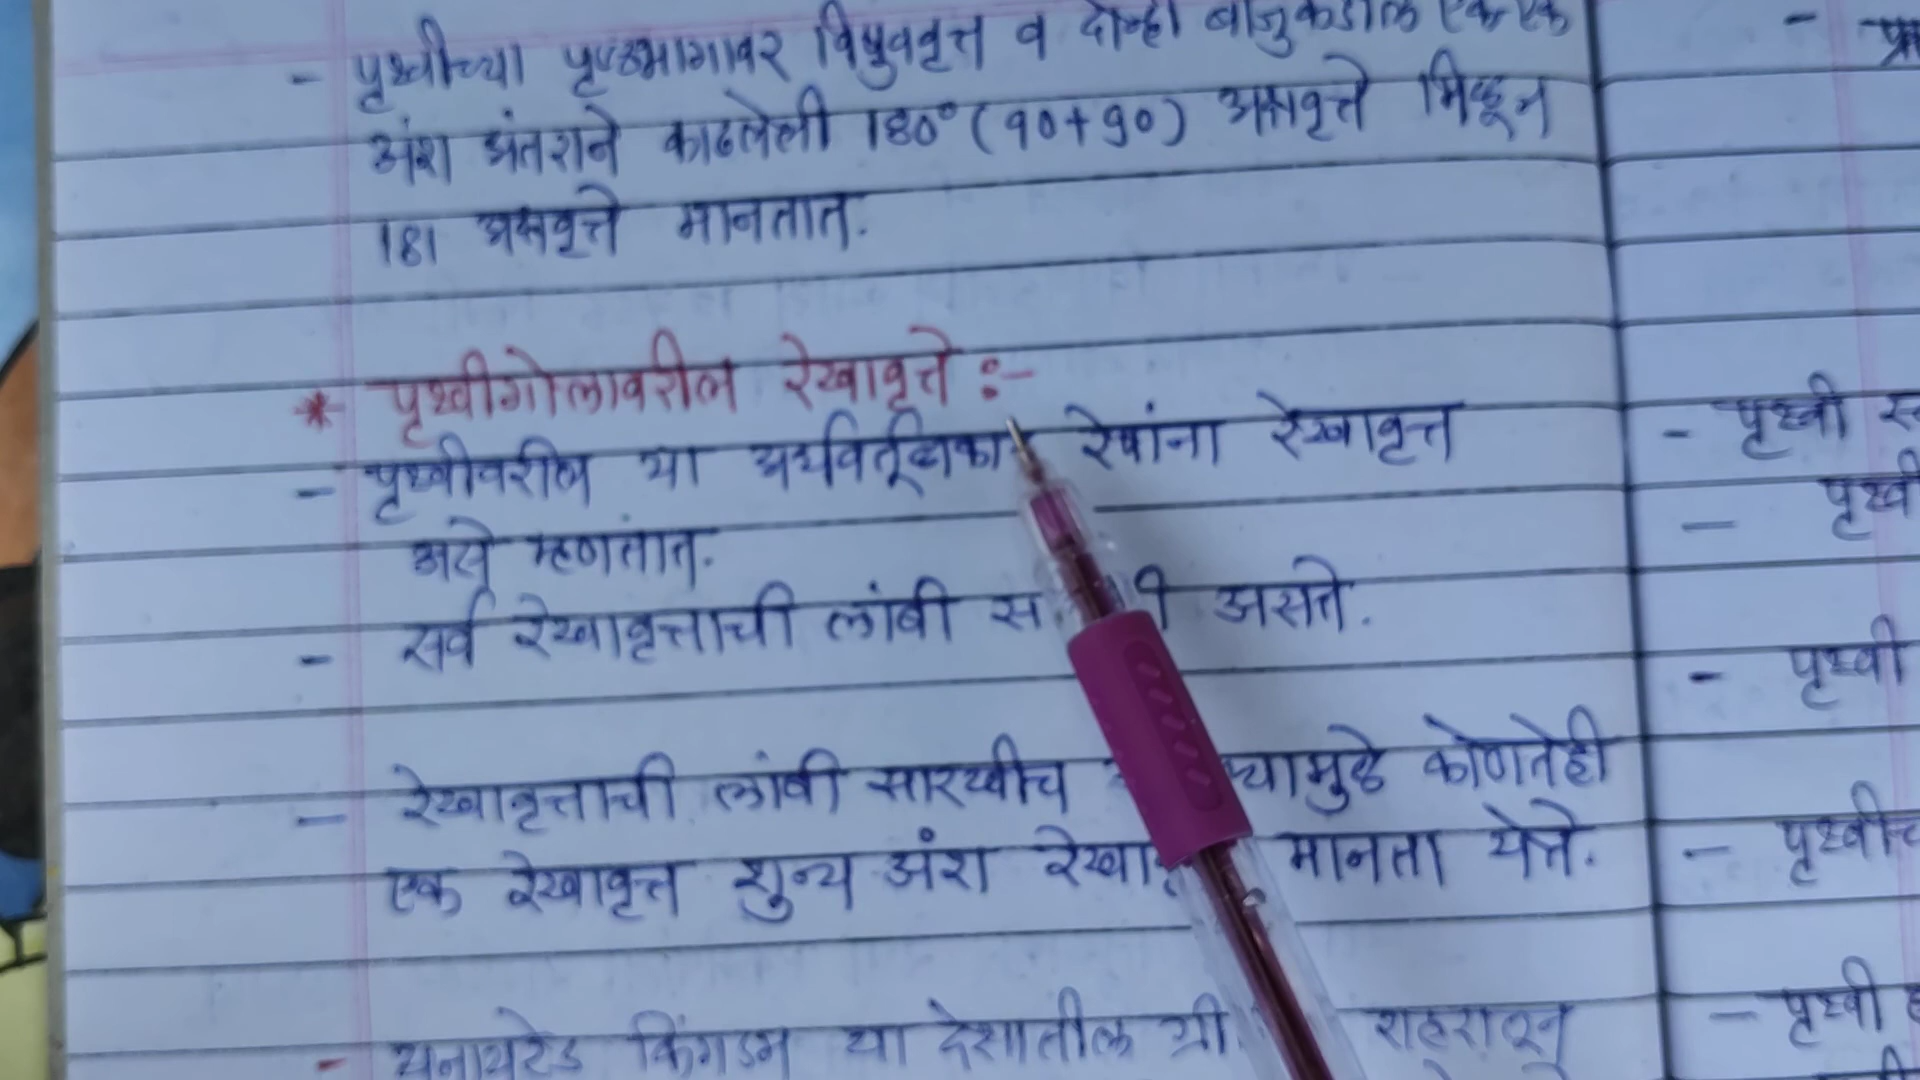 - पृथ्वीच्या पृष्ठभागावर विषुववृत्त व दोन्ही बाजुकडील एक एक
अंश अंतराने काढलेली 180° (90+90) अक्षवृत्ते मिळून
181 अक्षवृत्ते मानतात.
* पृथ्वीगोलावरील रेखावृत्ते :-
- पृथ्वीवरील या अर्धवर्तुळाकार रेषांना रेखावृत्त
असे म्हणतात.
- सर्व रेखावृत्ताची लांबी असते.
- रेखावृत्ताची लांबी सारखीच कोणतेही
एक रेखावृत्त शुन्य अंश मानता येते.
- युनायटेड किंगडम या देशातील शहरावरून
- पृथ्वी
- पृथ्वी
- पृथ्वी
- पृथ्वीच
- पृथ्वी